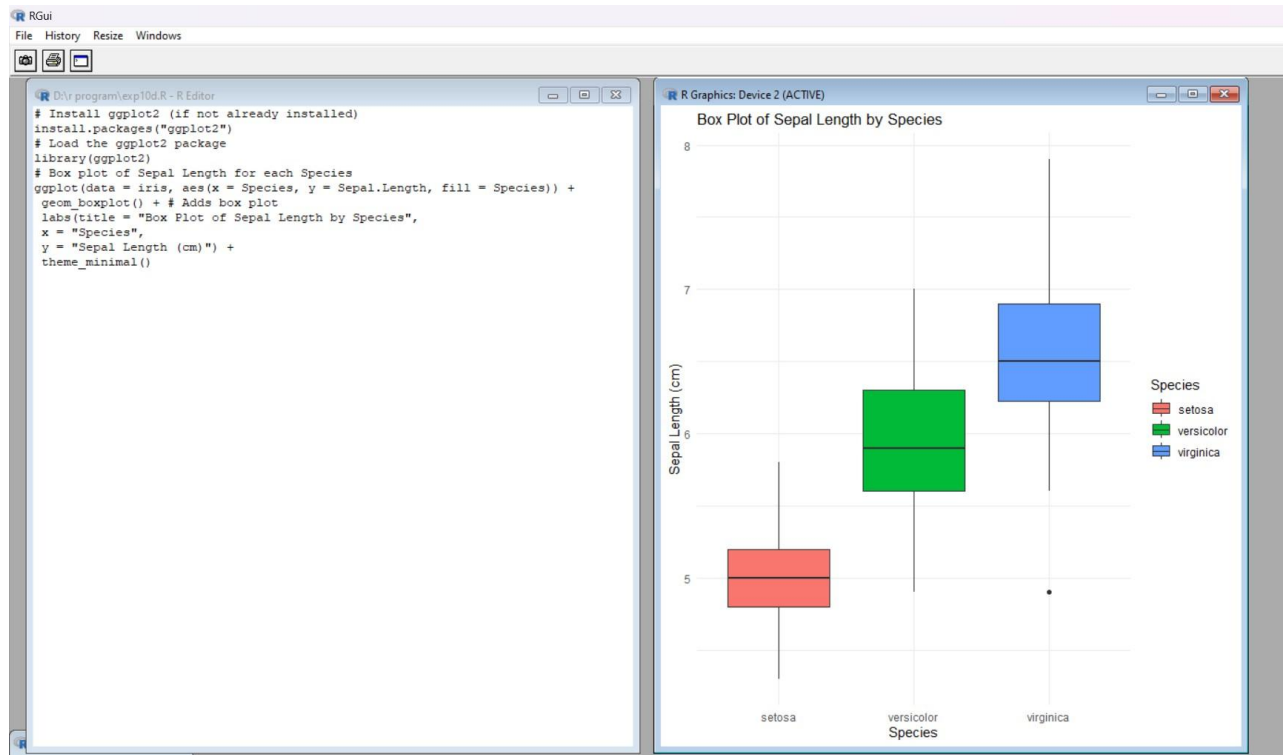 RGui
File History Resize Windows
D:\r program\exp10d.R - R Editor
# Install ggplot2 (if not already installed)
install.packages("ggplot2")
# Load the ggplot2 package
library(ggplot2)
# Box plot of Sepal Length for each Species
ggplot(data = iris, aes(x = Species, y = Sepal.Length, fill = Species)) +
 geom_boxplot() + # Adds box plot
 labs(title = "Box Plot of Sepal Length by Species",
 x = "Species",
 y = "Sepal Length (cm)") +
 theme_minimal()
R Graphics: Device 2 (ACTIVE)
Box Plot of Sepal Length by Species
8
7
6
5
Sepal Length (cm)
setosa versicolor virginica
Species
Species
setosa
versicolor
virginica